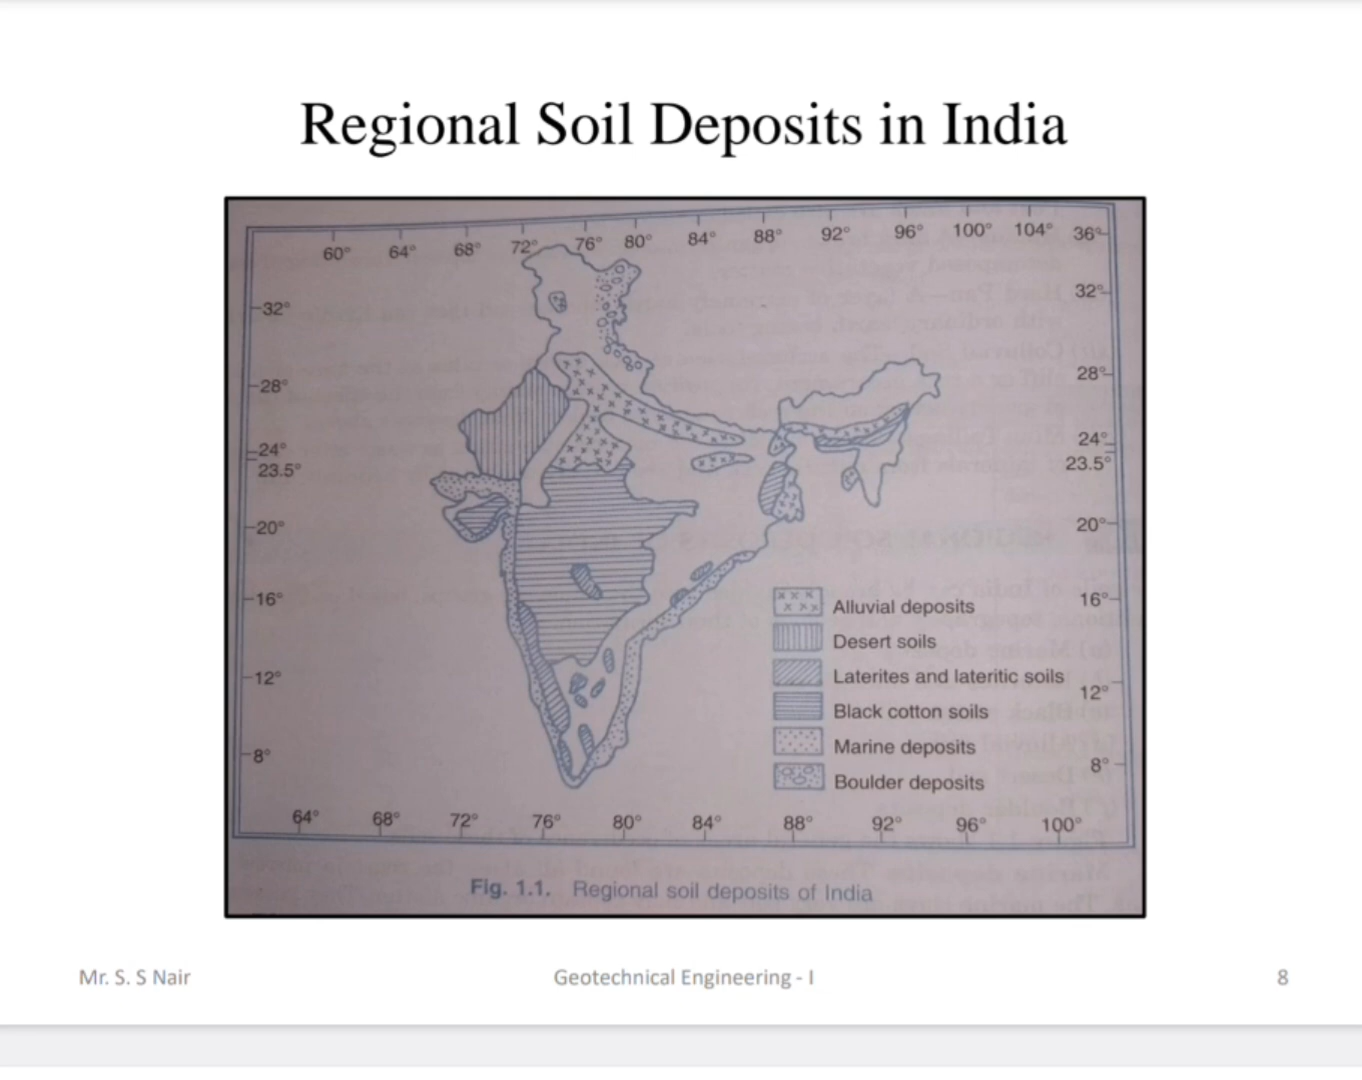 Regional Soil Deposits in India
60° 64° 68° 72° 76° 80° 84° 88° 92° 96° 100° 104° 36°
32° 32°
28° 28°
24° 24°
23.5° 23.5°
20° 20°
16° 16°
Alluvial deposits
Desert soils
Laterites and lateritic soils
12° 12°
Black cotton soils
Marine deposits
8° 8°
Boulder deposits
64° 68° 72° 76° 80° 84° 88° 92° 96° 100°
Fig. 1.1. Regional soil deposits of India
Mr. S. S Nair Geotechnical Engineering - I 8